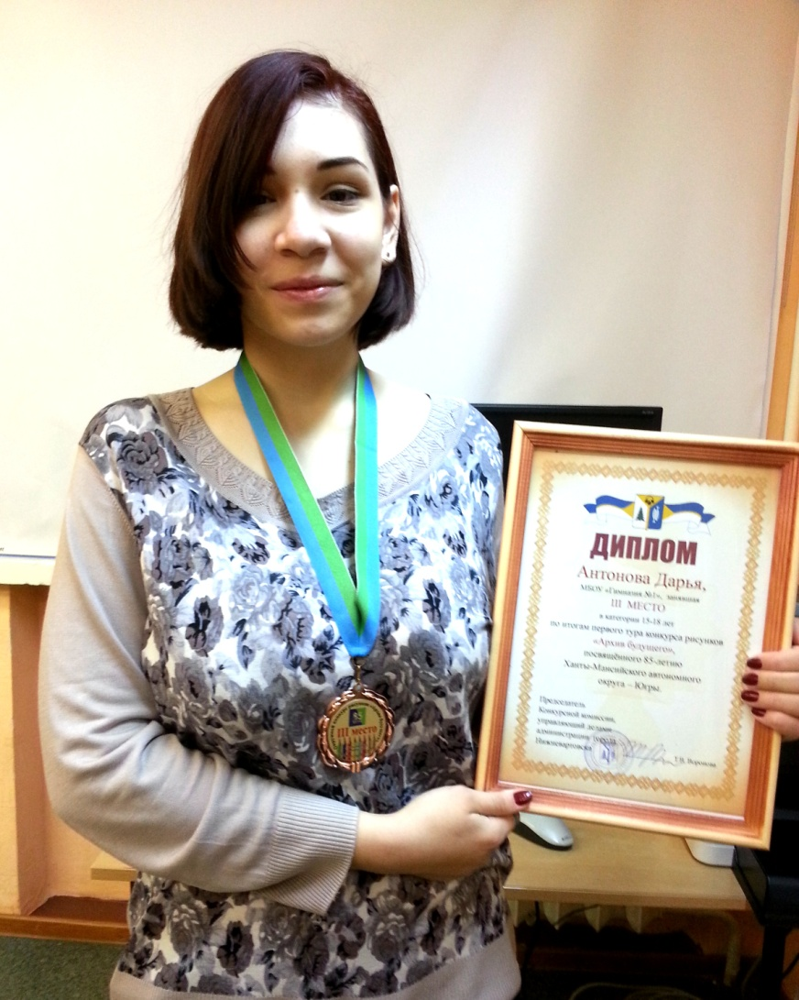 ДИПЛОМ
Антонова Дарья,
МБОУ «Гимназия №1», занявшая
III МЕСТО
в категории 15-18 лет
по итогам первого тура конкурса рисунков
«Архив будущего»,
посвящённого 85-летию
Ханты-Мансийского автономного
округа – Югры.
Председатель
Конкурсной комиссии,
управляющий делами
администрации города
Нижневартовска
Т.В. Воронова
III место